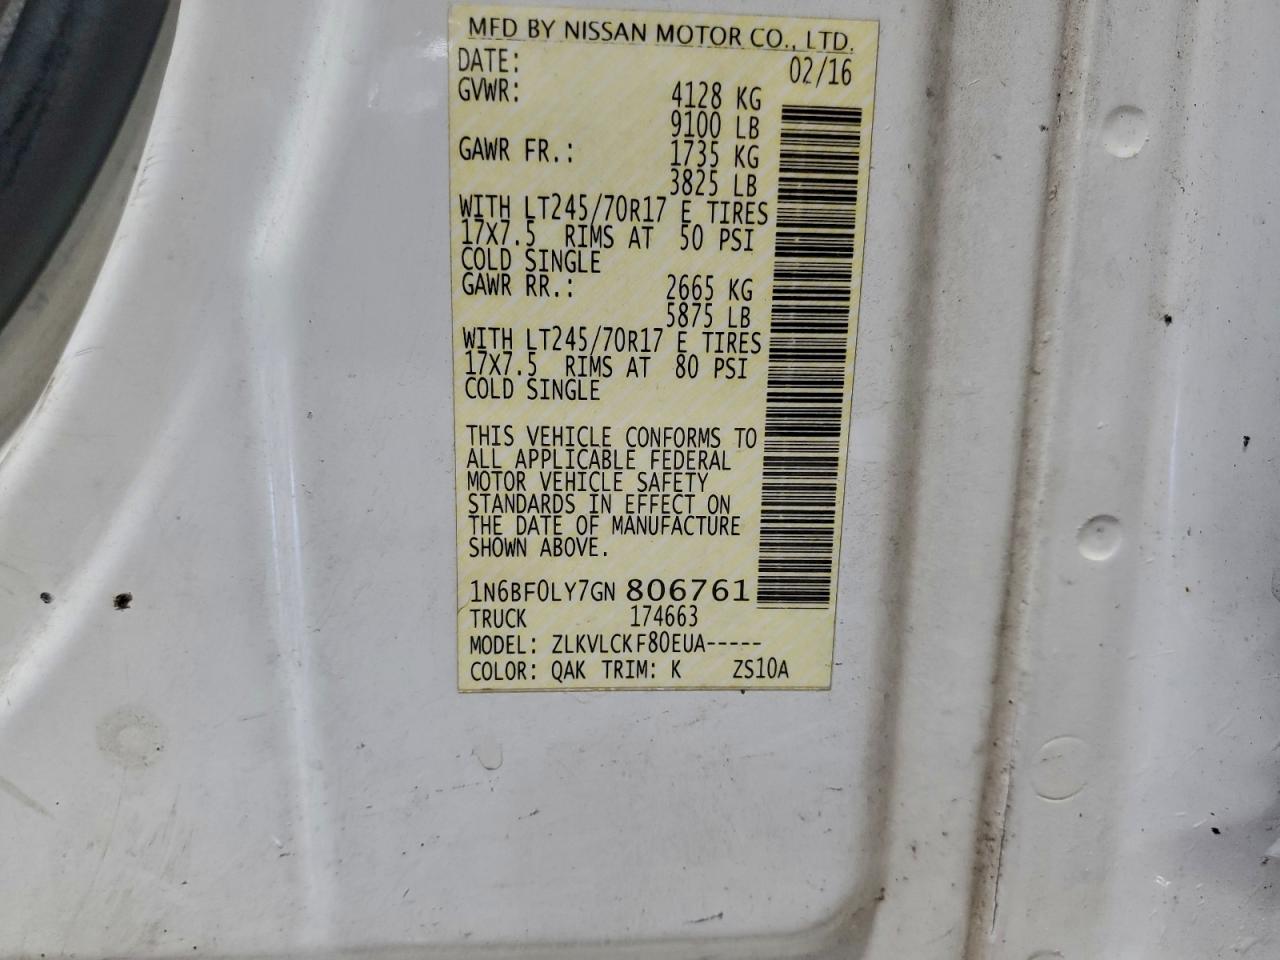 MFD BY NISSAN MOTOR CO., LTD.
DATE: 02/16
GVWR: 4128 KG
9100 LB
GAWR FR.: 1735 KG
3825 LB
WITH LT245/70R17 E TIRES
17X7.5 RIMS AT 50 PSI
COLD SINGLE
GAWR RR.: 2665 KG
5875 LB
WITH LT245/70R17 E TIRES
17X7.5 RIMS AT 80 PSI
COLD SINGLE
THIS VEHICLE CONFORMS TO
ALL APPLICABLE FEDERAL
MOTOR VEHICLE SAFETY
STANDARDS IN EFFECT ON
THE DATE OF MANUFACTURE
SHOWN ABOVE.
1N6BF0LY7GN 806761
TRUCK 174663
MODEL: ZLKVLCKF80EUA-----
COLOR: QAK TRIM: K ZS10A